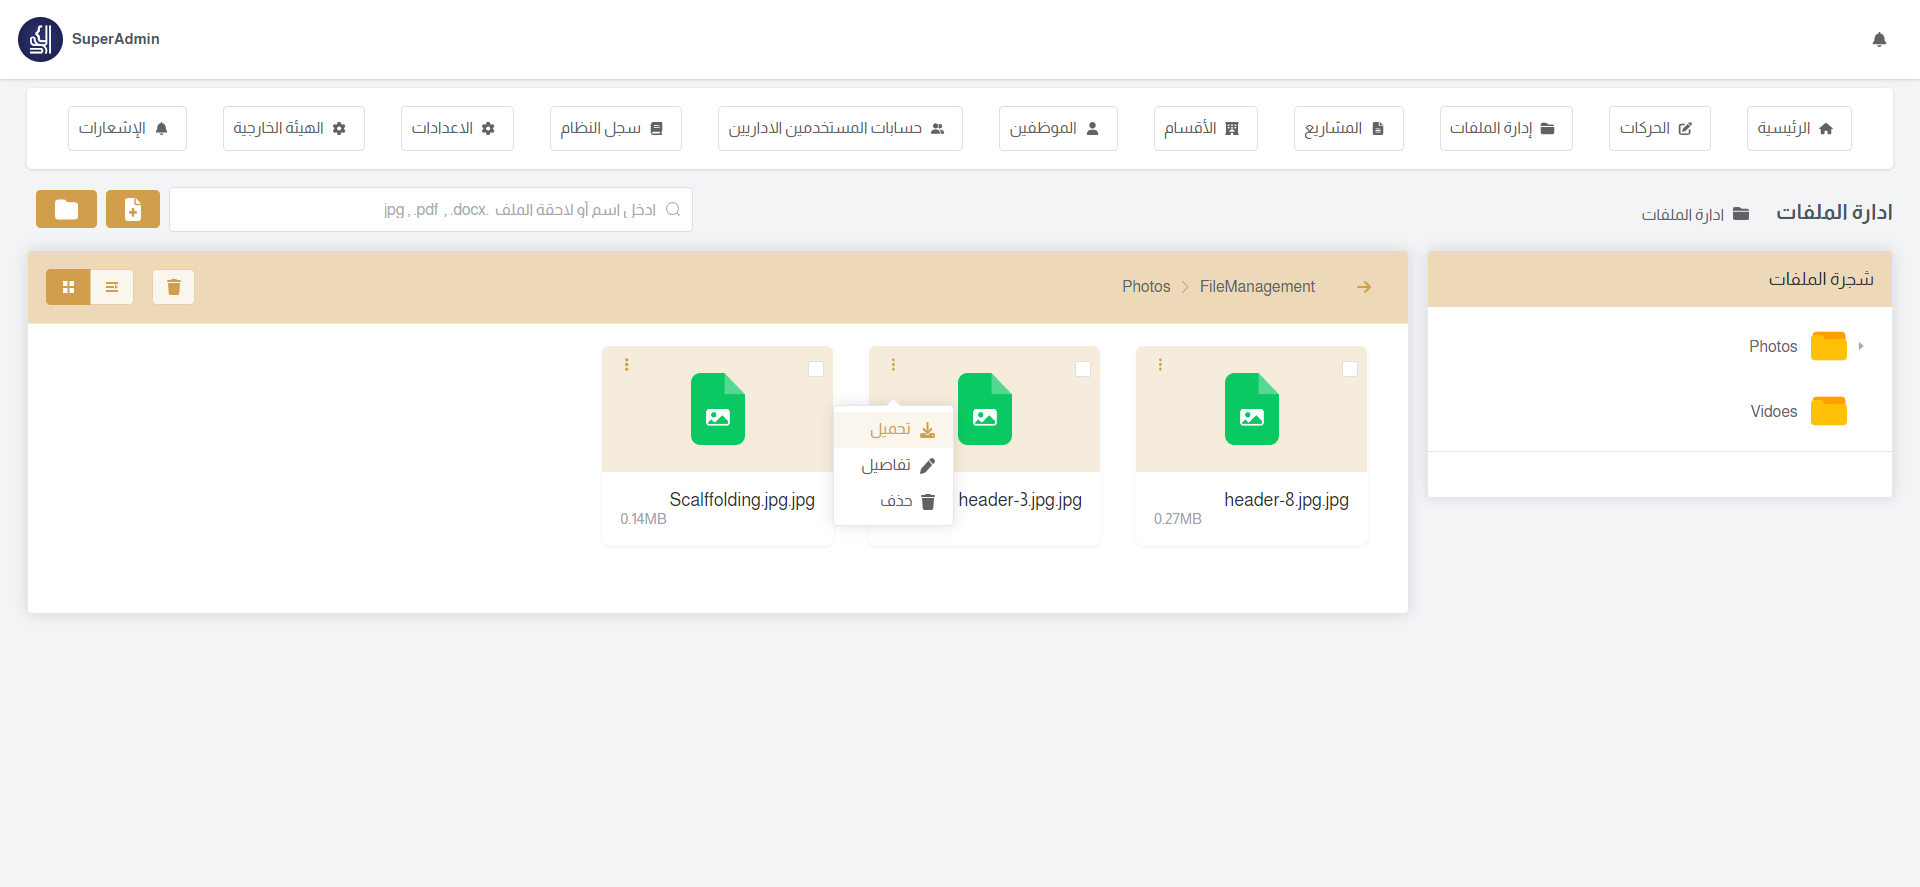 SuperAdmin
الرئيسية
الحركات
إدارة الملفات
المشاريع
الأقسام
الموظفين
حسابات المستخدمين الاداريين
سجل النظام
الاعدادات
الهيئة الخارجية
الإشعارات
ادارة الملفات
ادارة الملفات
ادخل اسم أو لاحقة الملف .jpg , .pdf , .docx
شجرة الملفات
Photos
Vidoes
FileManagement
Photos
header-8.jpg.jpg
0.27MB
header-3.jpg.jpg
تحميل
تفاصيل
حذف
Scalffolding.jpg.jpg
0.14MB